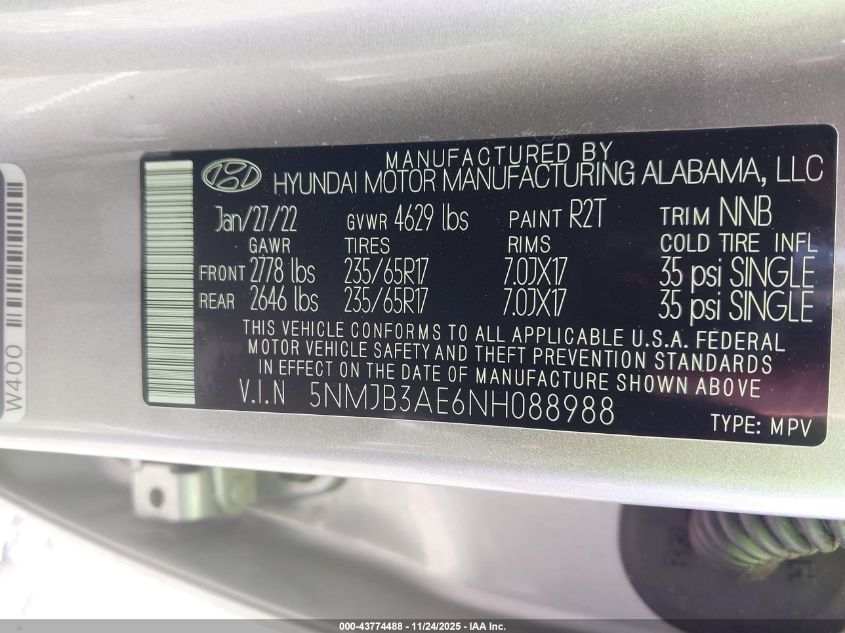 MANUFACTURED BY
HYUNDAI MOTOR MANUFACTURING ALABAMA, LLC
Jan/27/22 GVWR 4629 lbs PAINT R2T TRIM NNB
GAWR TIRES RIMS COLD TIRE INFL
FRONT 2778 lbs 235/65R17 7.0JX17 35 psi SINGLE
REAR 2646 lbs 235/65R17 7.0JX17 35 psi SINGLE
THIS VEHICLE CONFORMS TO ALL APPLICABLE U.S.A. FEDERAL
MOTOR VEHICLE SAFETY AND THEFT PREVENTION STANDARDS
IN EFFECT ON THE DATE OF MANUFACTURE SHOWN ABOVE
V.I.N 5NMJB3AE6NH088988
TYPE: MPV
W400
000-43774488 - 11/24/2025 - IAA Inc.